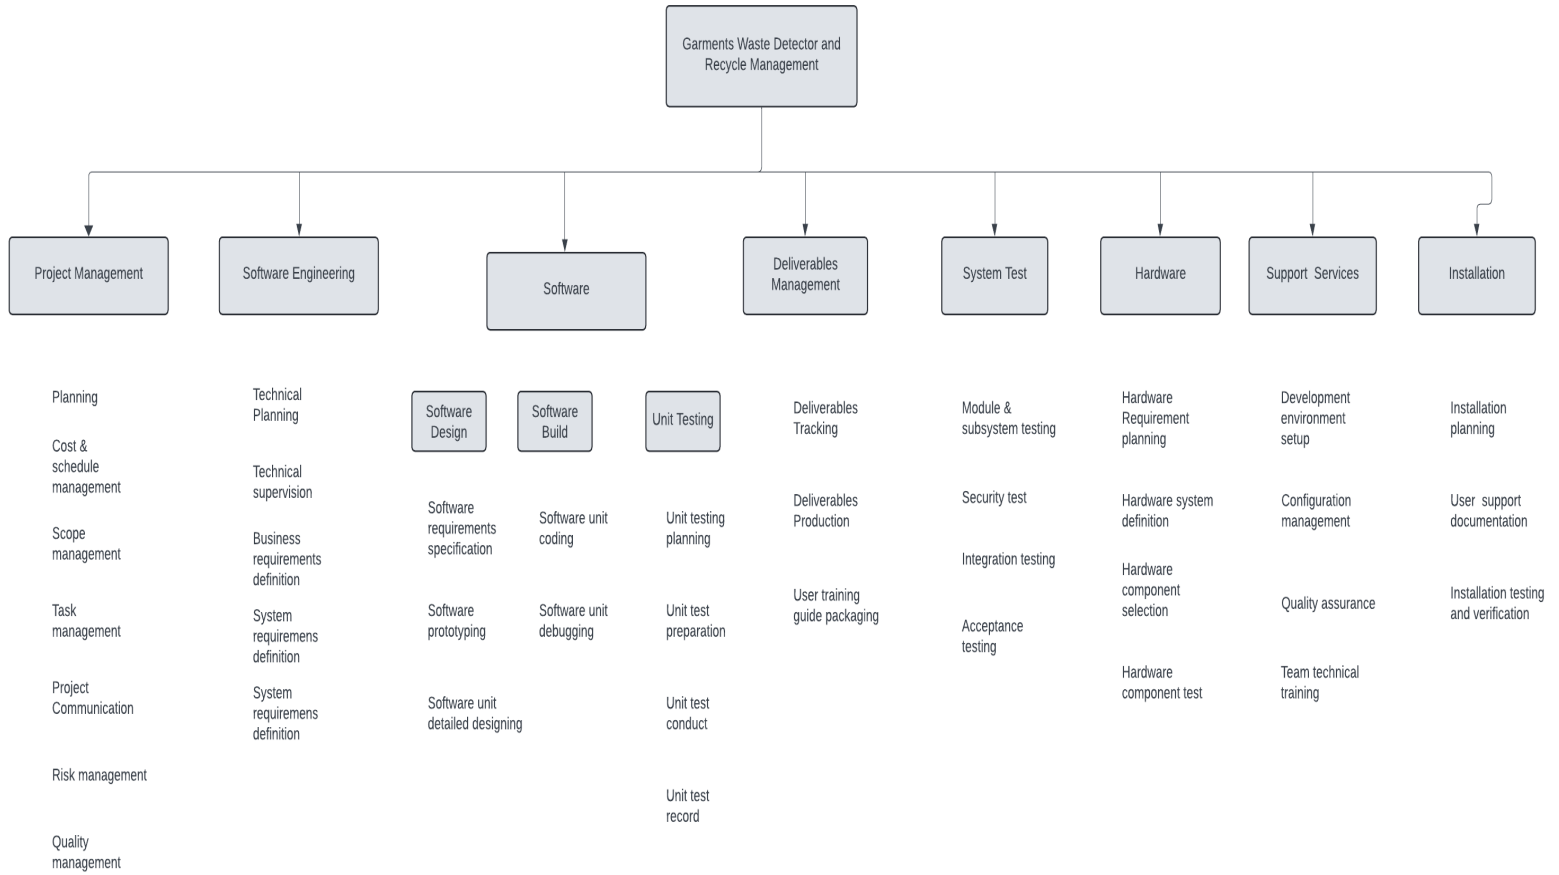 Garments Waste Detector and
Recycle Management
Project Management
Software Engineering
Software
Deliverables
Management
System Test
Hardware
Support  Services
Installation
Planning
Cost &
schedule
management
Scope
management
Task
management
Project
Communication
Risk management
Quality
management
Technical
Planning
Technical
supervision
Business
requirements
definition
System
requiremens
definition
System
requiremens
definition
Software
Design
Software
requirements
specification
Software
prototyping
Software unit
detailed designing
Software
Build
Software unit
coding
Software unit
debugging
Unit Testing
Unit testing
planning
Unit test
preparation
Unit test
conduct
Unit test
record
Deliverables
Tracking
Deliverables
Production
User training
guide packaging
Module &
subsystem testing
Security test
Integration testing
Acceptance
testing
Hardware
Requirement
planning
Hardware system
definition
Hardware
component
selection
Hardware
component test
Development
environment
setup
Configuration
management
Quality assurance
Team technical
training
Installation
planning
User  support
documentation
Installation testing
and verification